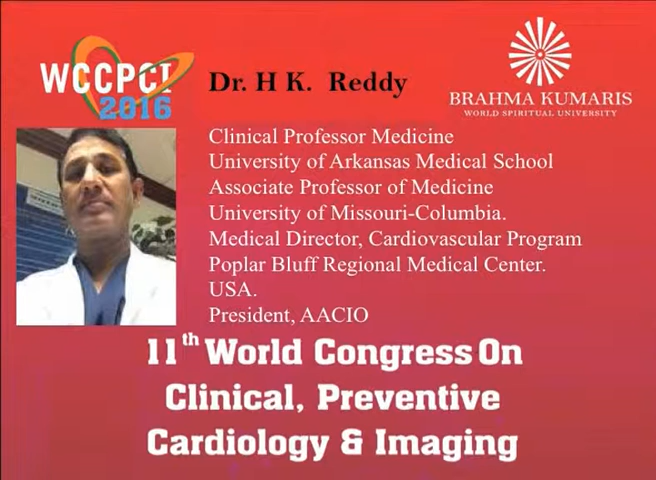 WCCPCI
2016
Dr. H K. Reddy
BRAHMA KUMARIS
WORLD SPIRITUAL UNIVERSITY
Clinical Professor Medicine
University of Arkansas Medical School
Associate Professor of Medicine
University of Missouri-Columbia.
Medical Director, Cardiovascular Program
Poplar Bluff Regional Medical Center.
USA.
President, AACIO
11th World Congress On
Clinical, Preventive
Cardiology & Imaging